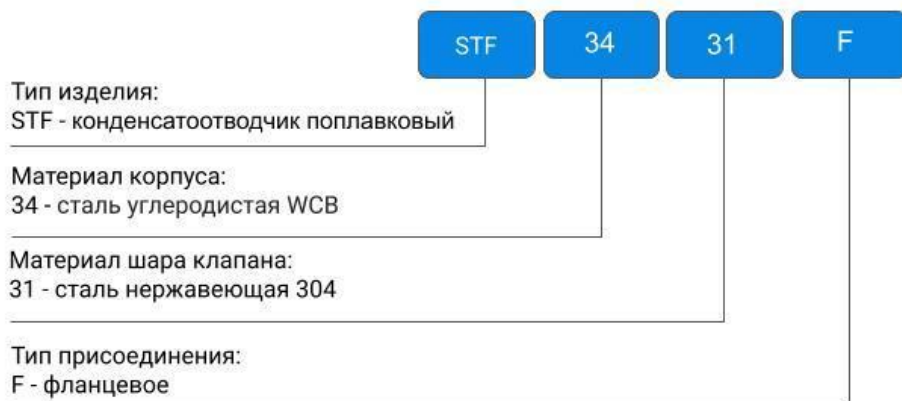 STF 34 31 F
Тип изделия:
STF - конденсатоотводчик поплавковый
Материал корпуса:
34 - сталь углеродистая WCB
Материал шара клапана:
31 - сталь нержавеющая 304
Тип присоединения:
F - фланцевое